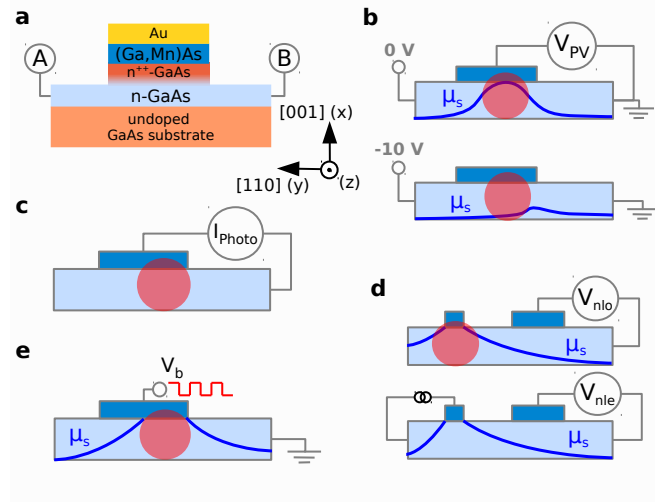 a
Au
(Ga,Mn)As
n++-GaAs
A
B
n-GaAs
undoped
GaAs substrate
[001] (x)
[110] (y)
(z)
b
0 V
VPV
μs
-10 V
μs
c
IPhoto
d
Vnlo
μs
Vnle
μs
e
Vb
μs